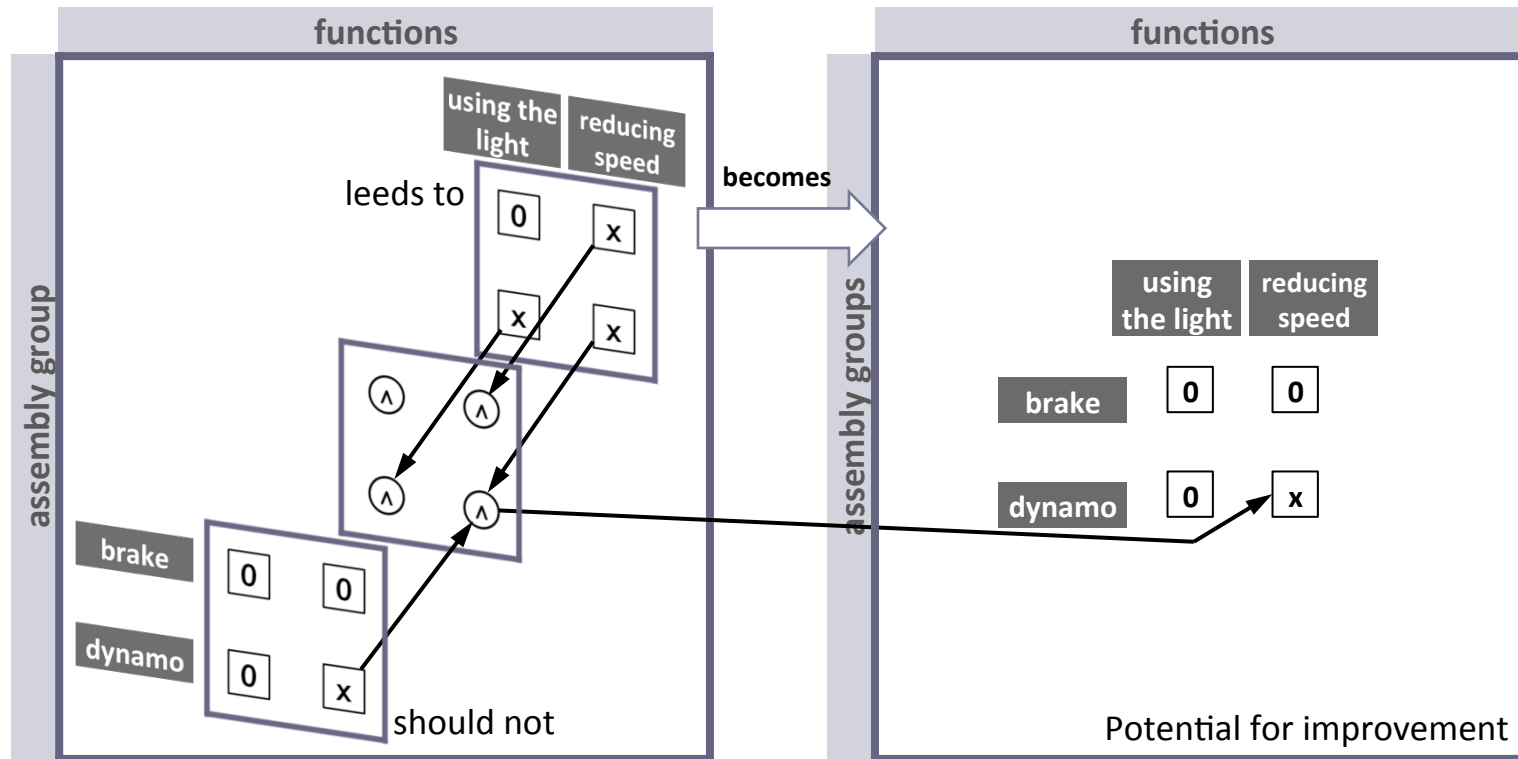 functions
functions
assembly group
using the
light
reducing
speed
leeds to
0 x
x x
becomes
assembly groups
using
the light
reducing
speed
ʌ ʌ
ʌ ʌ
brake
0 0
dynamo
0 x
brake
0 0
dynamo
0 x
should not
Potential for improvement